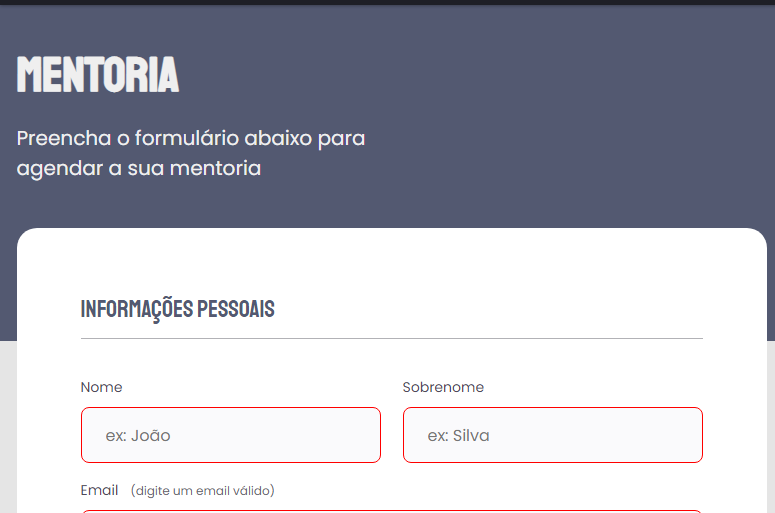 MENTORIA
Preencha o formulário abaixo para
agendar a sua mentoria
INFORMAÇÕES PESSOAIS
Nome
Sobrenome
ex: João
ex: Silva
Email (digite um email válido)